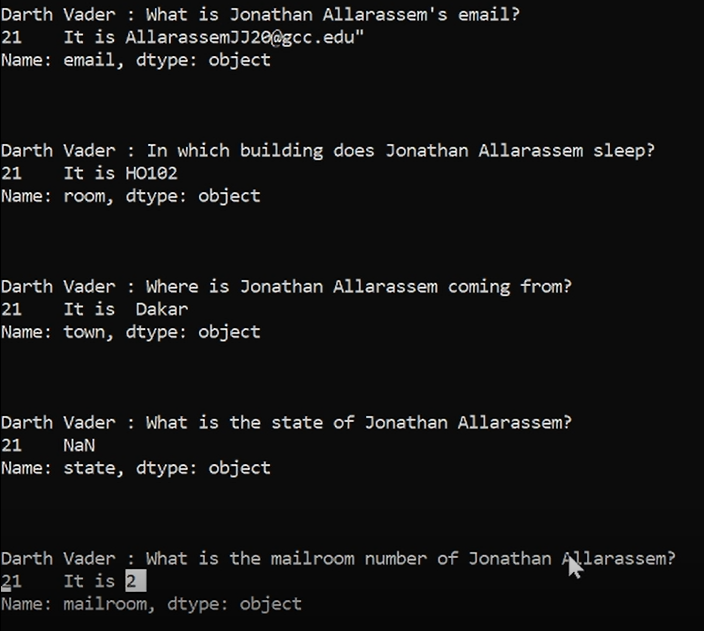 Darth Vader : What is Jonathan Allarassem's email?
21    It is AllarassemJJ20@gcc.edu"
Name: email, dtype: object
Darth Vader : In which building does Jonathan Allarassem sleep?
21    It is HO102
Name: room, dtype: object
Darth Vader : Where is Jonathan Allarassem coming from?
21    It is  Dakar
Name: town, dtype: object
Darth Vader : What is the state of Jonathan Allarassem?
21    NaN
Name: state, dtype: object
Darth Vader : What is the mailroom number of Jonathan Allarassem?
21    It is 2
Name: mailroom, dtype: object